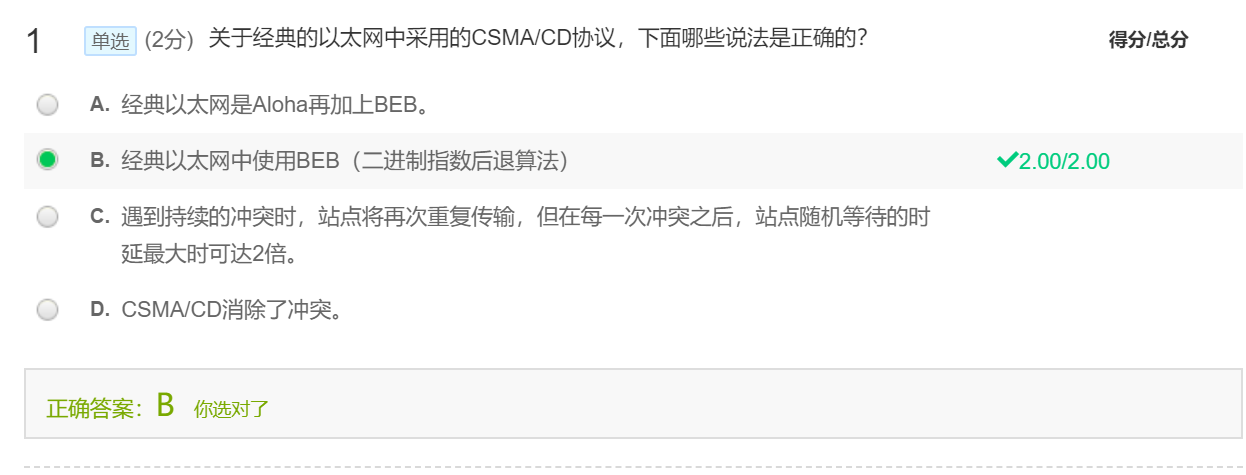 1 单选 (2分) 关于经典的以太网中采用的CSMA/CD协议，下面哪些说法是正确的？ 得分/总分
A. 经典以太网是Aloha再加上BEB。
B. 经典以太网中使用BEB（二进制指数后退算法） 2.00/2.00
C. 遇到持续的冲突时，站点将再次重复传输，但在每一次冲突之后，站点随机等待的时
延最大时可达2倍。
D. CSMA/CD消除了冲突。
正确答案：B 你选对了